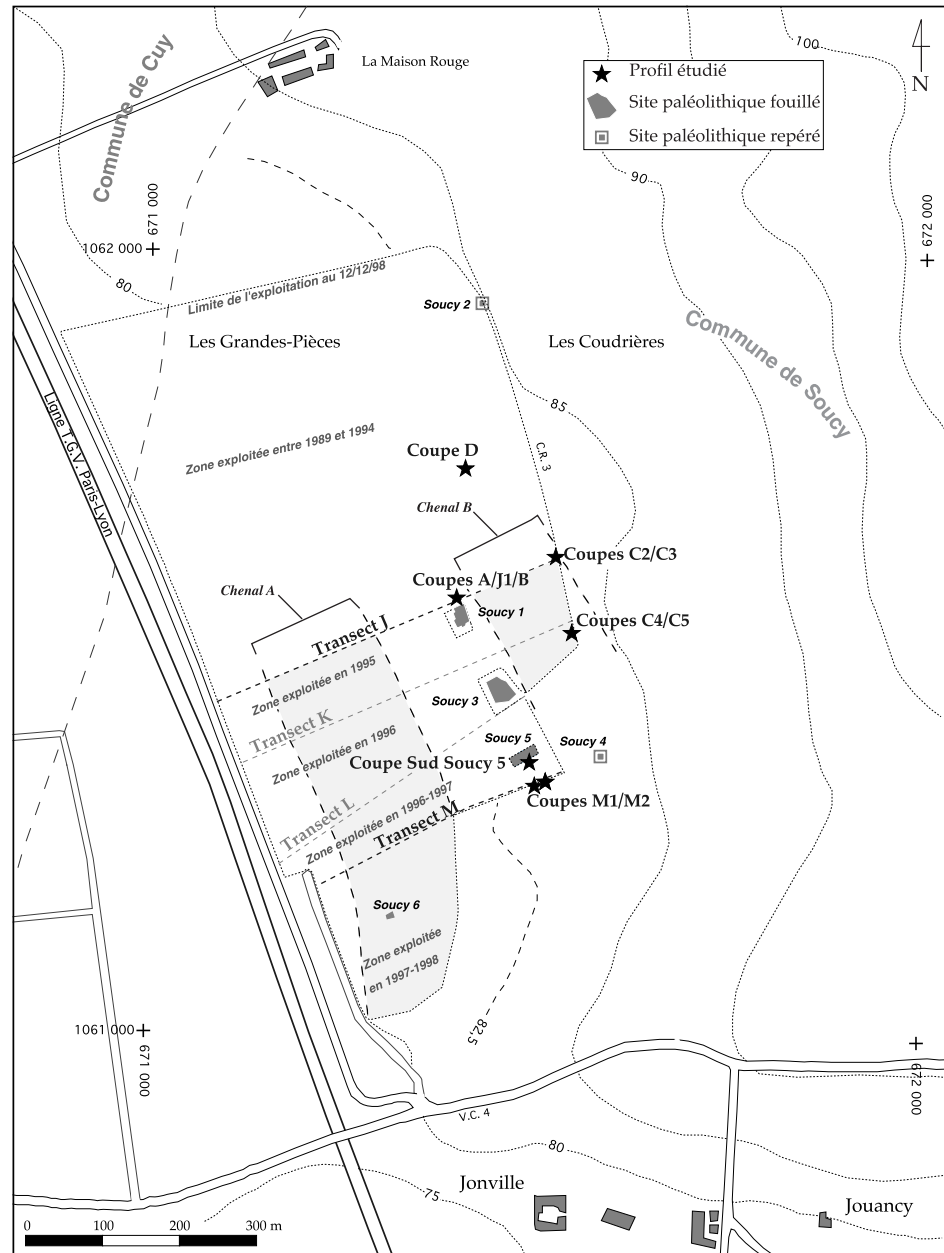 100
La Maison Rouge
N
Profil étudié
Site paléolithique fouillé
Site paléolithique repéré
Commune de Cuy
90
671 000
1062 000
672 000
80
Limite de l'exploitation au 12/12/98
Soucy 2
Les Grandes-Pièces
Les Coudrières
Commune de Soucy
85
Ligne T.G.V. Paris-Lyon
Zone exploitée entre 1989 et 1994
Coupe D
C.R. 3
Chenal B
Coupes C2/C3
Coupes A/J1/B
Chenal A
Soucy 1
Coupes C4/C5
Transect J
Zone exploitée en 1995
Soucy 3
Transect K
Zone exploitée en 1996
Soucy 5
Soucy 4
Coupe Sud Soucy 5
Transect L
Zone exploitée en 1996-1997
Transect M
Coupes M1/M2
Soucy 6
Zone exploitée
en 1997-1998
82,5
1061 000
671 000
672 000
V.C. 4
80
75
Jonville
Jouancy
0 100 200 300 m